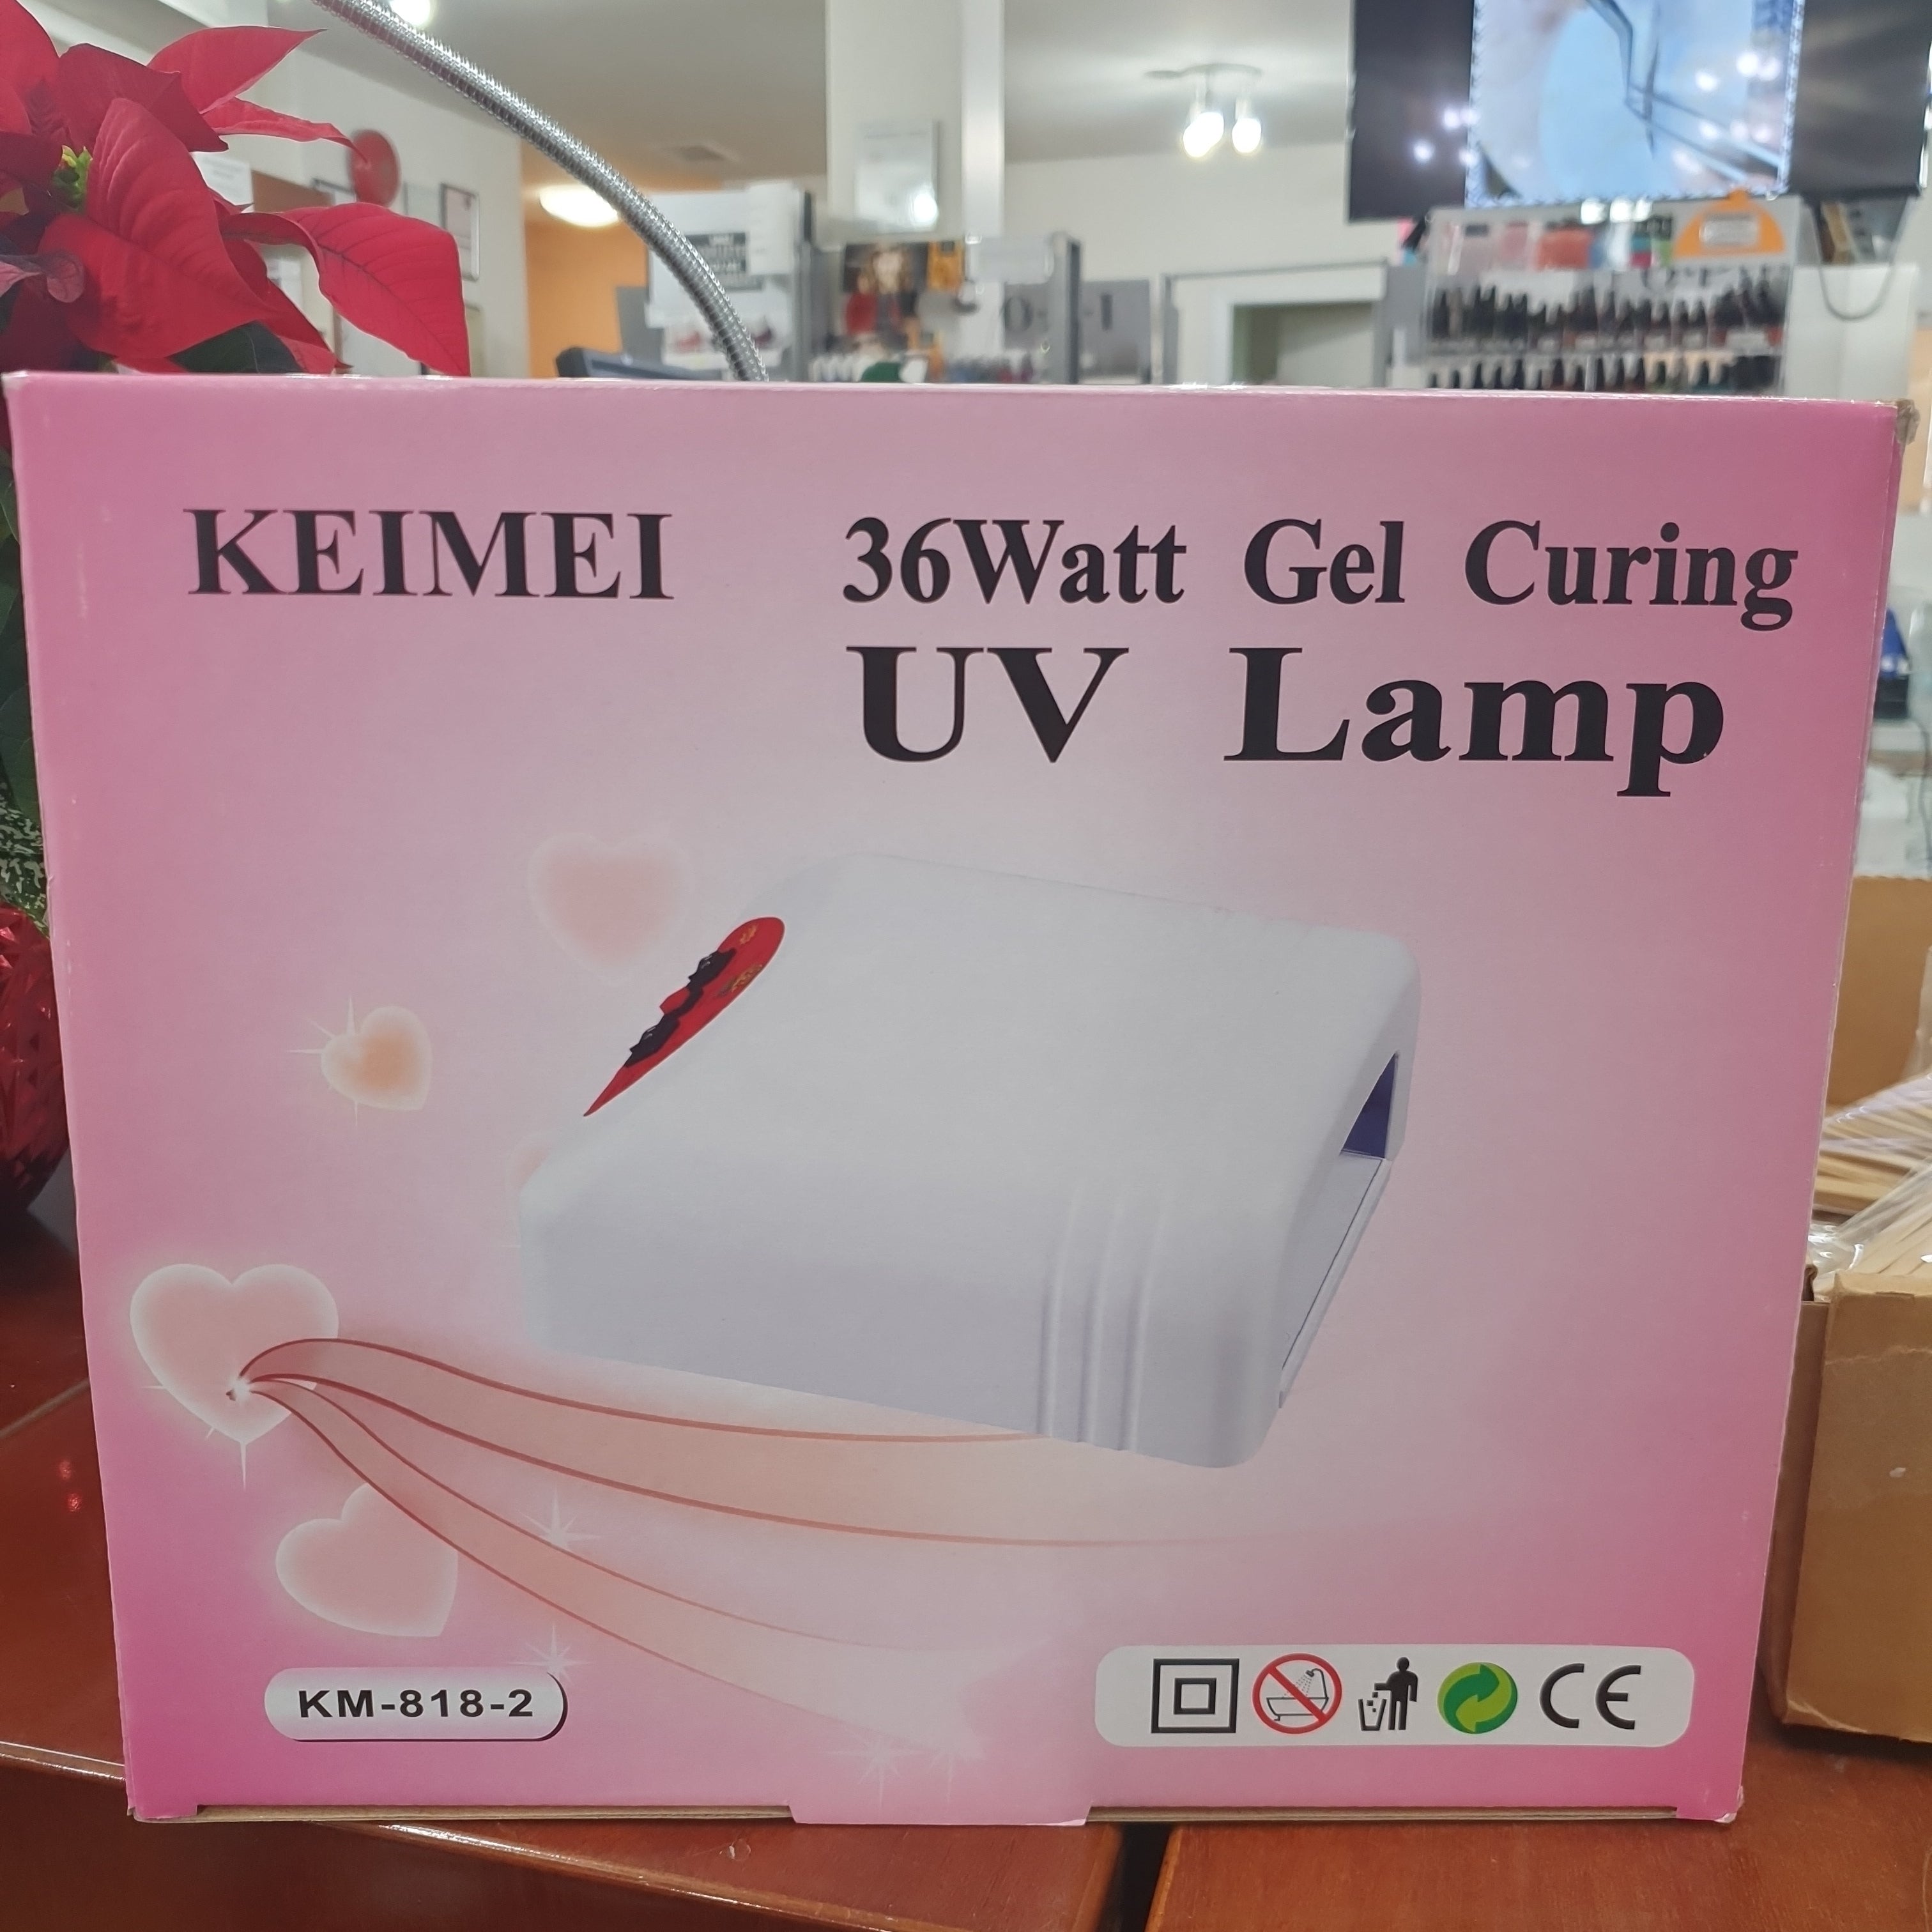 KEIMEI
36Watt Gel Curing
UV Lamp
KM-818-2
CE